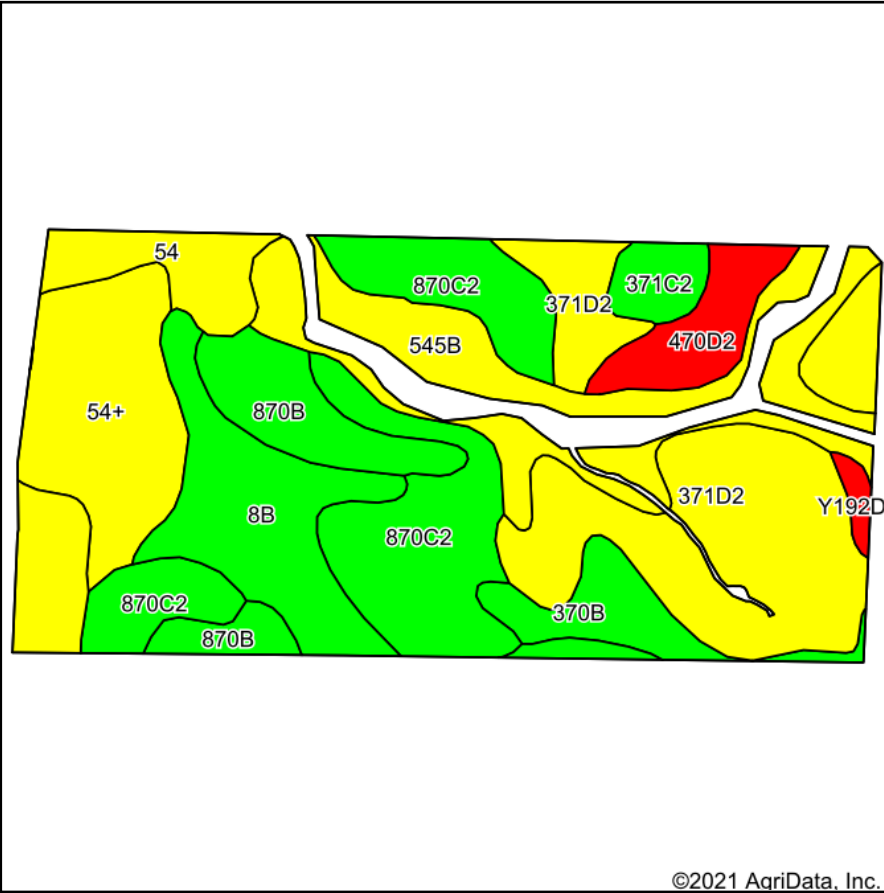 54
870C2
371C2
371D2
470D2
545B
870B
54+
371D2
Y192D
8B
870C2
870C2
370B
870B
©2021 AgriData, Inc.